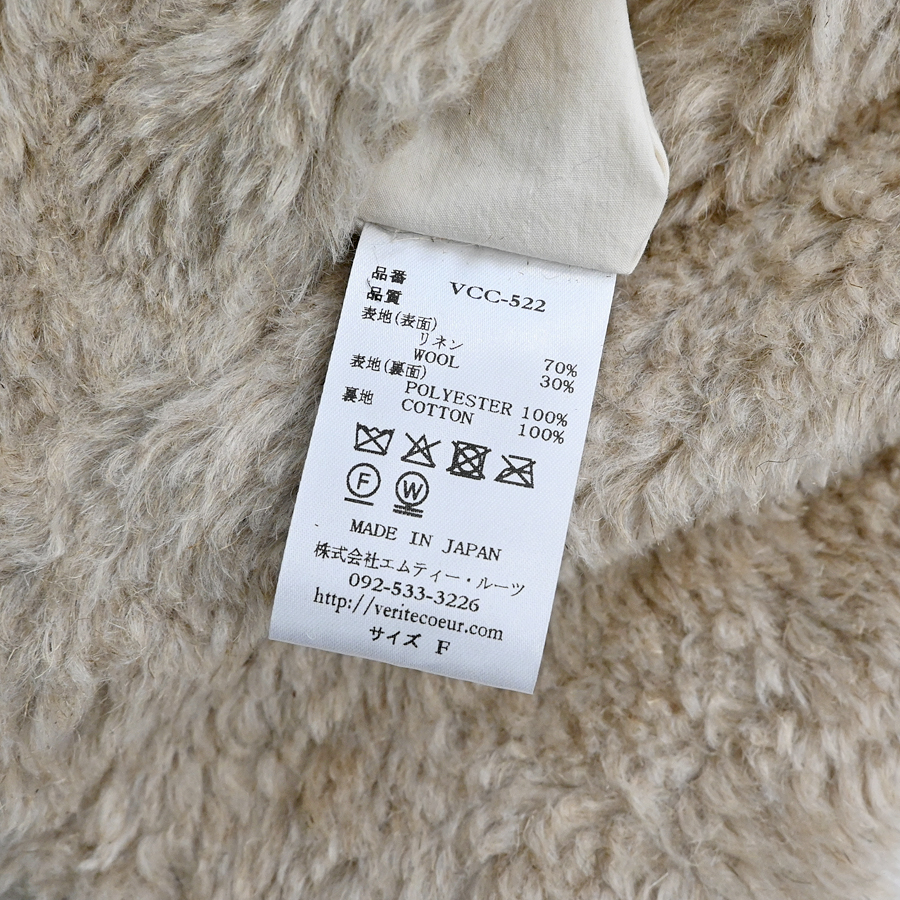 品番 VCC-522
品質
表地(表面)
リネン 70%
WOOL 30%
表地(裏面)
POLYESTER 100%
裏地 COTTON 100%
F W
MADE IN JAPAN
株式会社エムティー・ルーツ
092-533-3226
http://veritecoeur.com
サイズ F